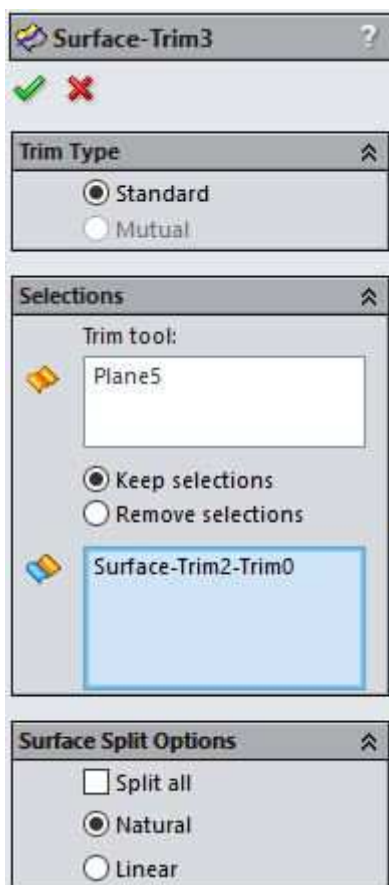 Surface-Trim3 ?
Trim Type
Standard
Mutual
Selections
Trim tool:
Plane5
Keep selections
Remove selections
Surface-Trim2-Trim0
Surface Split Options
Split all
Natural
Linear